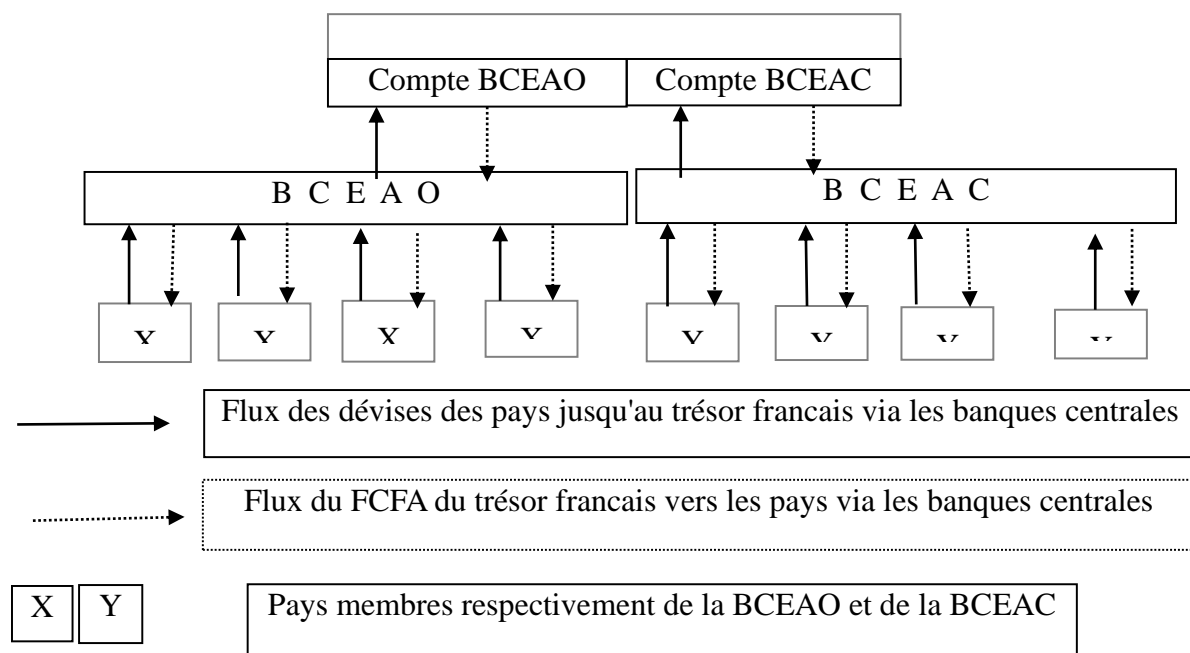 Compte BCEAO Compte BCEAC
B C E A O B C E A C
X X X X Y Y Y Y
Flux des dévises des pays jusqu'au trésor francais via les banques centrales
Flux du FCFA du trésor francais vers les pays via les banques centrales
X Y Pays membres respectivement de la BCEAO et de la BCEAC